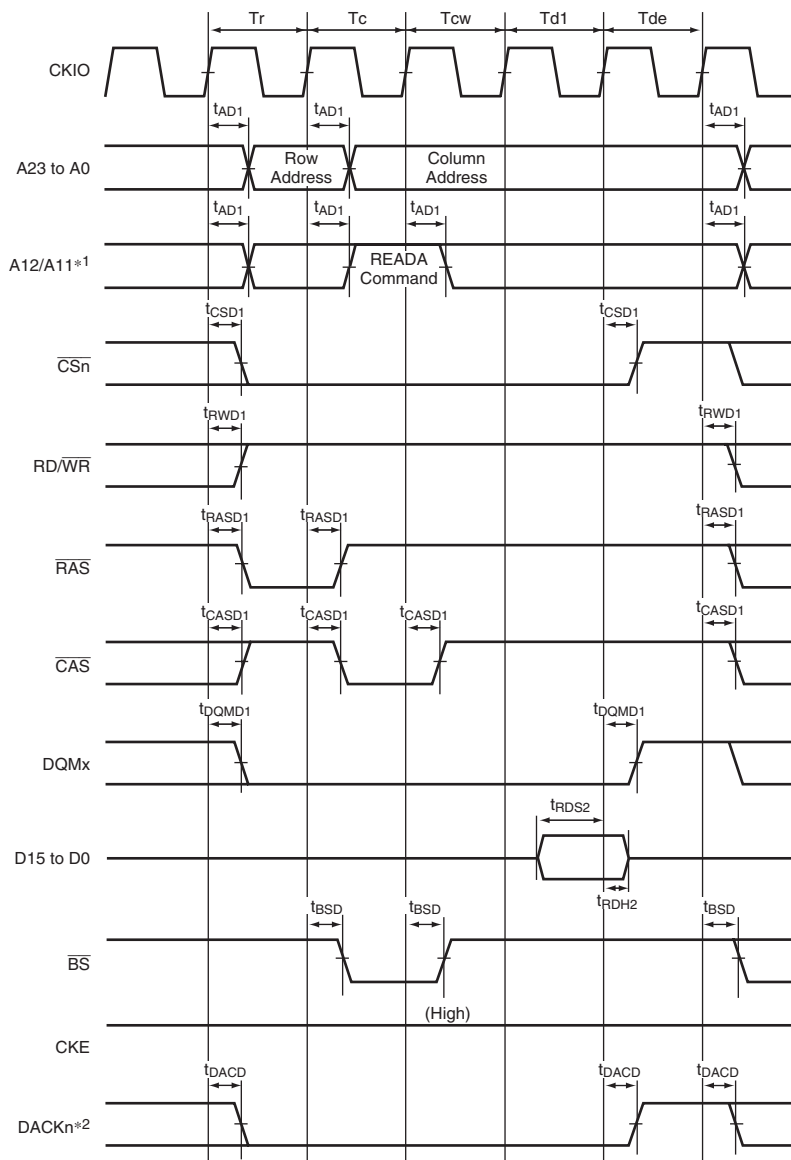 Tr Tc Tcw Td1 Tde
CKIO
tAD1 tAD1 tAD1
A23 to A0
Row
Address
Column
Address
tAD1 tAD1 tAD1 tAD1
A12/A11*1
READA
Command
tCSD1 tCSD1
CSn
tRWD1 tRWD1
RD/WR
tRASD1 tRASD1 tRASD1
RAS
tCASD1 tCASD1 tCASD1 tCASD1
CAS
tDQMD1 tDQMD1
DQMx
tRDS2
D15 to D0
tRDH2
tBSD tBSD tBSD
BS
(High)
CKE
tDACD tDACD tDACD
DACKn*2